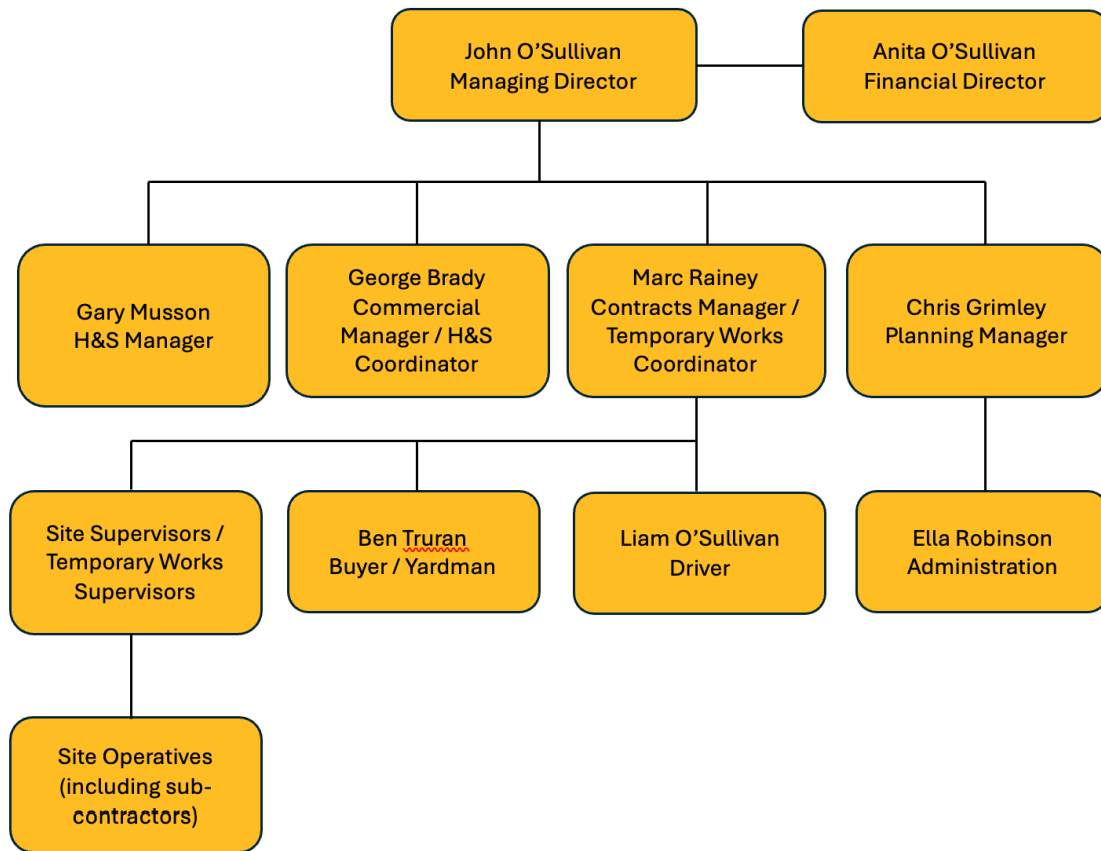 John O’Sullivan
Managing Director
Anita O’Sullivan
Financial Director
Gary Musson
H&S Manager
George Brady
Commercial
Manager / H&S
Coordinator
Marc Rainey
Contracts Manager /
Temporary Works
Coordinator
Chris Grimley
Planning Manager
Site Supervisors /
Temporary Works
Supervisors
Ben Truran
Buyer / Yardman
Liam O’Sullivan
Driver
Ella Robinson
Administration
Site Operatives
(including sub-
contractors)